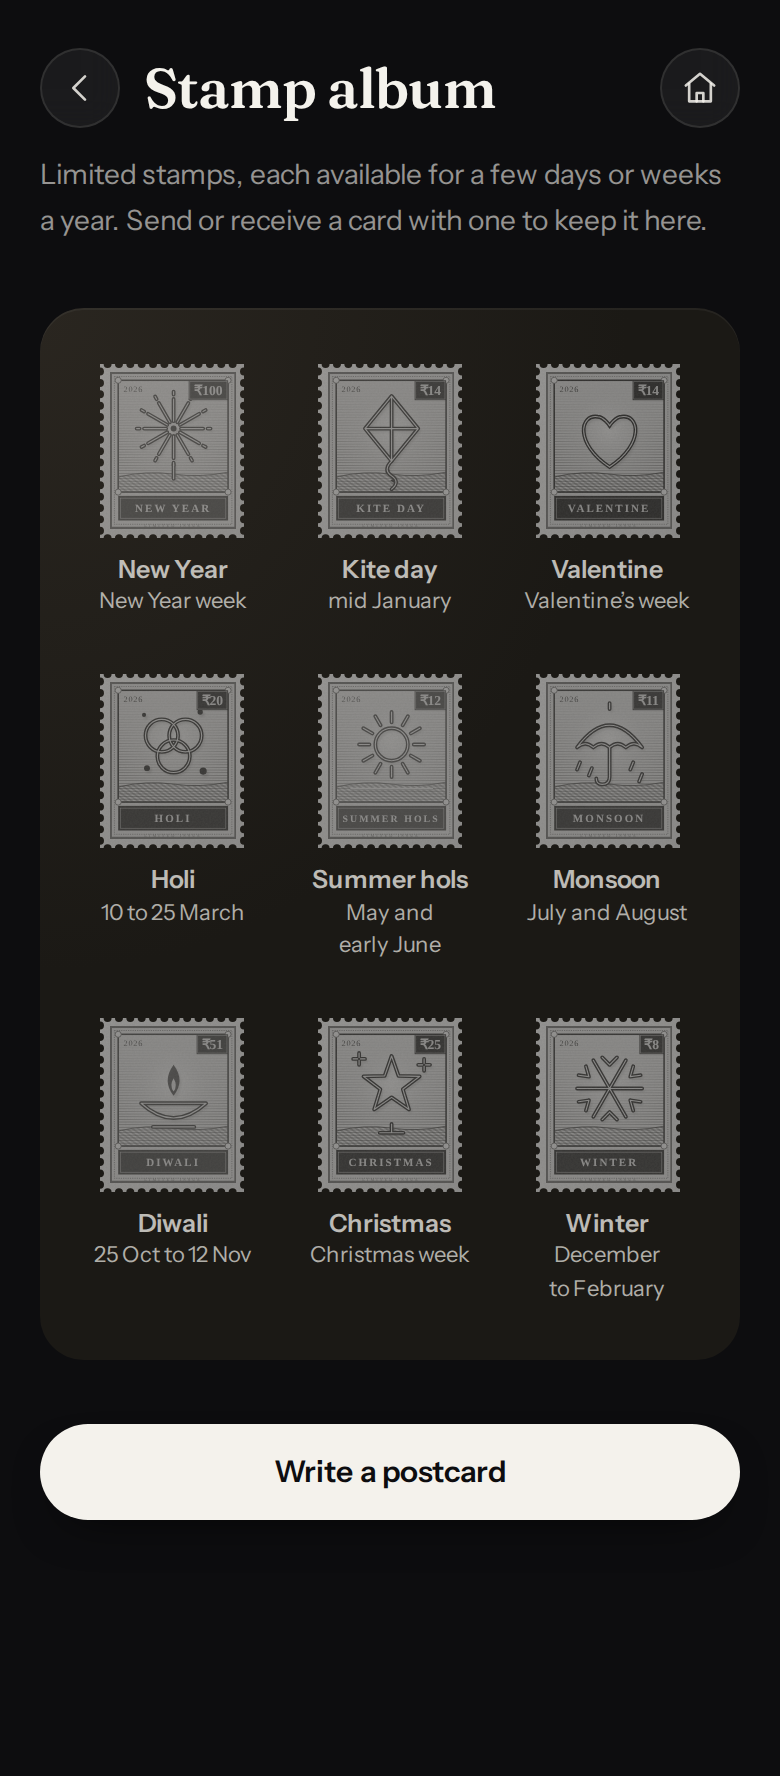 Stamp album
Limited stamps, each available for a few days or weeks
a year. Send or receive a card with one to keep it here.
2026 ₹100
NEW YEAR
New Year
New Year week
2026 ₹14
KITE DAY
Kite day
mid January
2026 ₹14
VALENTINE
Valentine
Valentine’s week
2026 ₹20
HOLI
Holi
10 to 25 March
2026 ₹12
SUMMER HOLS
Summer hols
May and
early June
2026 ₹11
MONSOON
Monsoon
July and August
2026 ₹51
DIWALI
Diwali
25 Oct to 12 Nov
2026 ₹25
CHRISTMAS
Christmas
Christmas week
2026 ₹8
WINTER
Winter
December
to February
Write a postcard